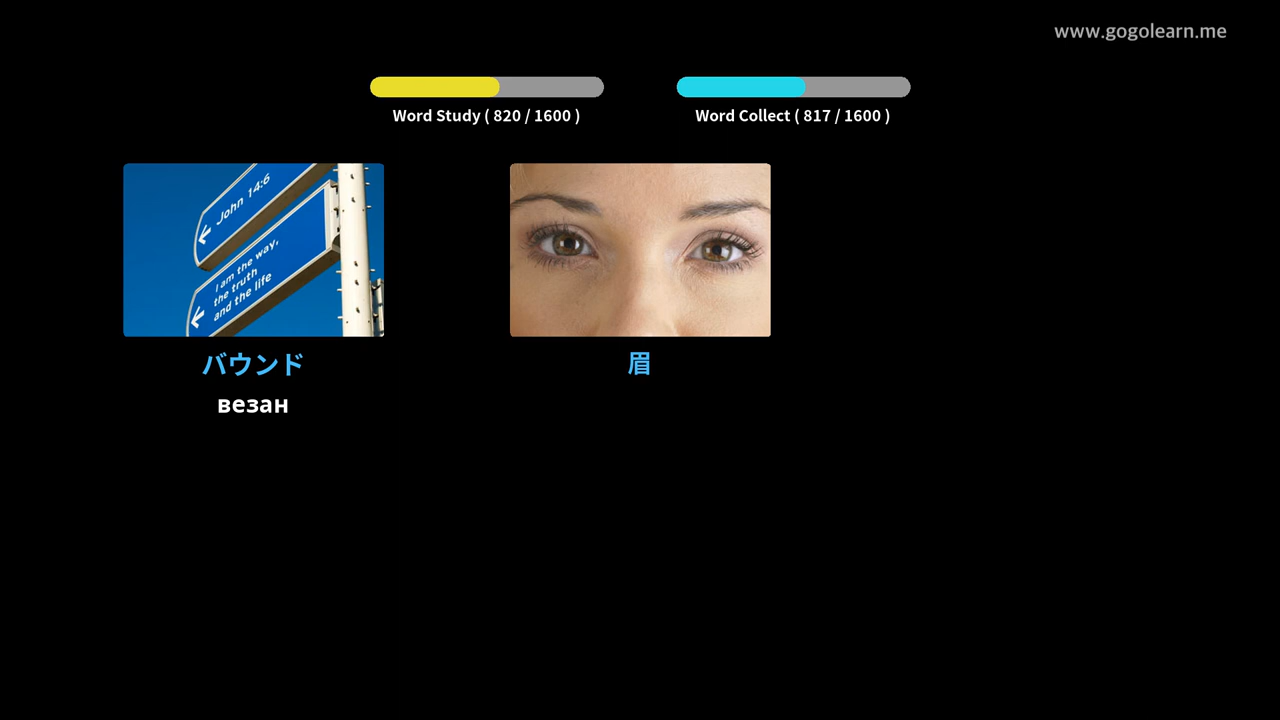 www.gogolearn.me
Word Study ( 820 / 1600 )
Word Collect ( 817 / 1600 )
John 14:6
I am the way,
the truth
and the life
バウンド
везан
眉